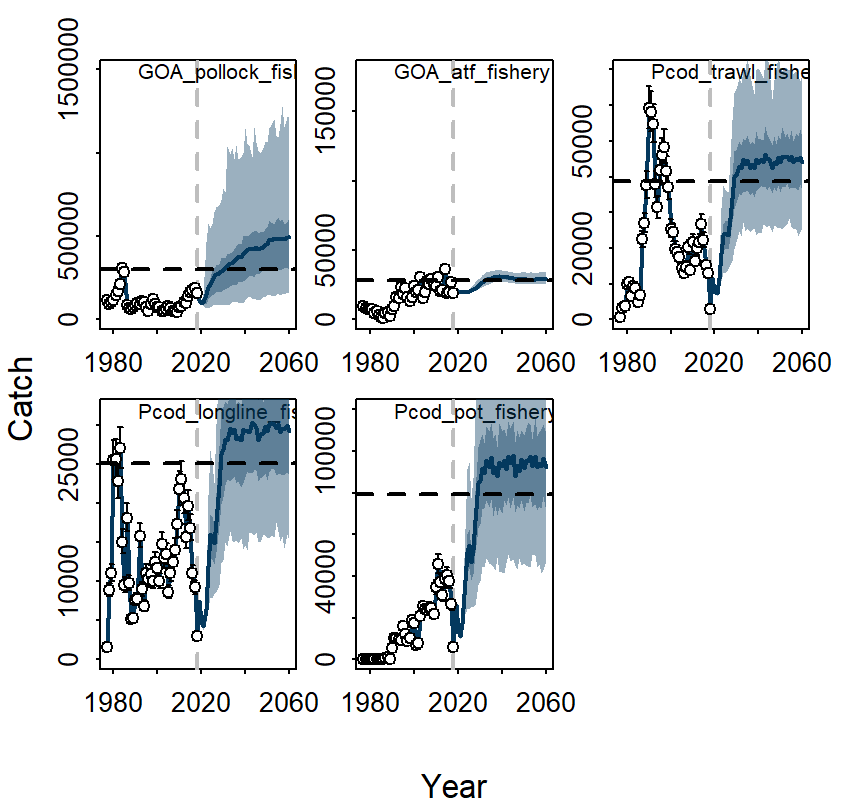 GOA_pollock_fis
GOA_atf_fishery
Pcod_trawl_fishe
0 500000 1500000
0 50000 150000
0 20000 50000
1980 2020 2060
1980 2020 2060
1980 2020 2060
Pcod_longline_fis
Pcod_pot_fishery
0 10000 25000
0 40000 100000
1980 2020 2060
1980 2020 2060
Catch
Year